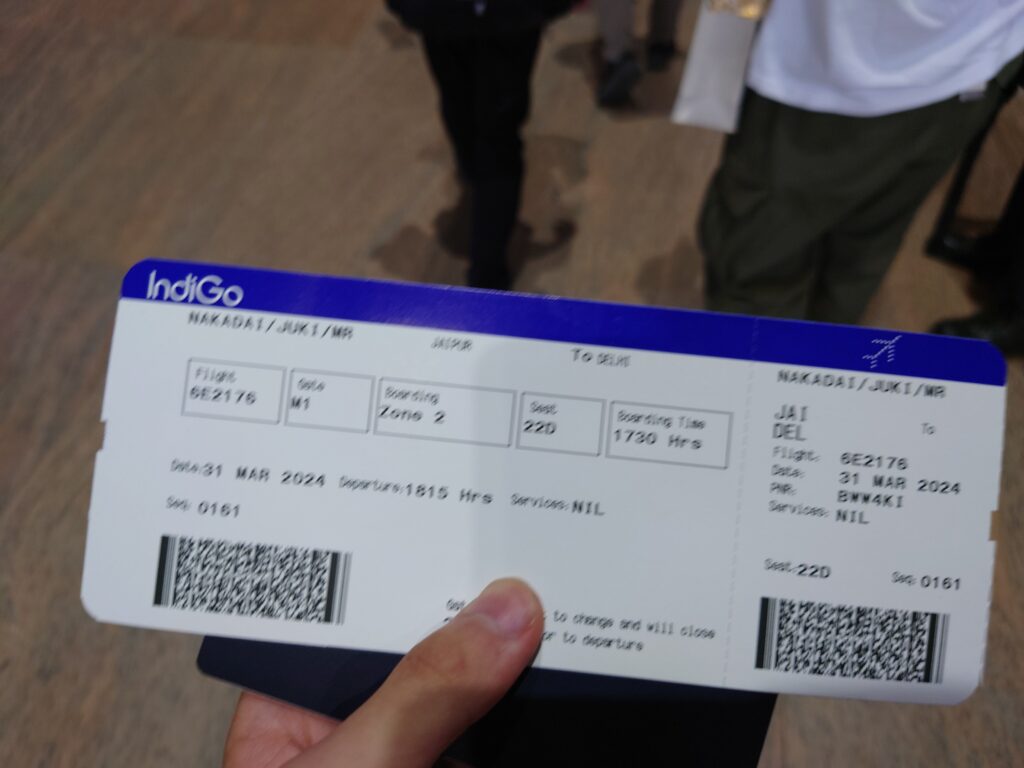 IndiGo
NAKADAI/JUKI/MR
JAIPUR
To DELHI
Flight
6E2176
Gate
M1
Boarding
Zone 2
Seat
22D
Boarding Time
1730 Hrs
Date:31 MAR 2024 Departure:1815 Hrs Services:NIL
Seq: 0161
to change and will close
to departure
NAKADAI/JUKI/MR
JAI To
DEL
Flight: 6E2176
Date: 31 MAR 2024
PNR: BWW4KI
Services: NIL
Seat:22D Seq:0161